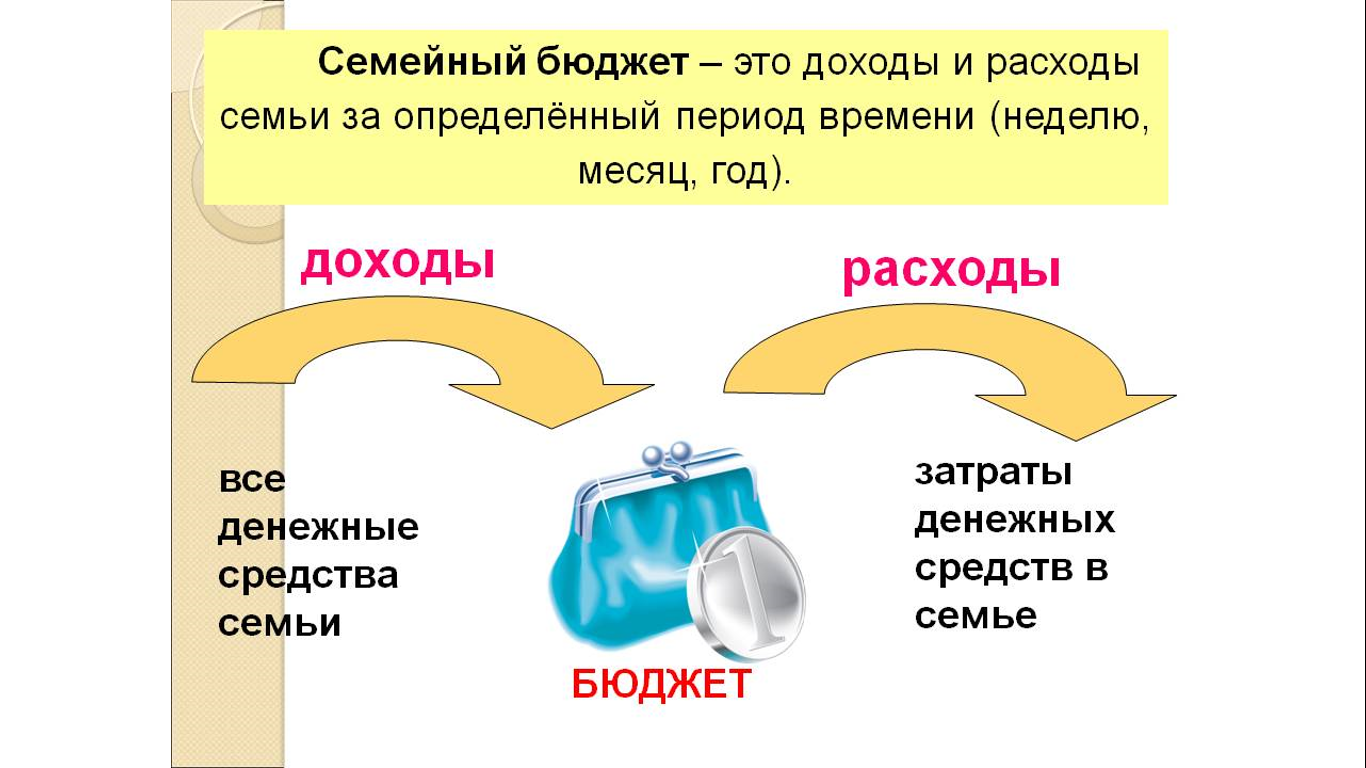 Семейный бюджет – это доходы и расходы
семьи за определённый период времени (неделю,
месяц, год).
доходы
расходы
все
денежные
средства
семьи
1
затраты
денежных
средств в
семье
БЮДЖЕТ